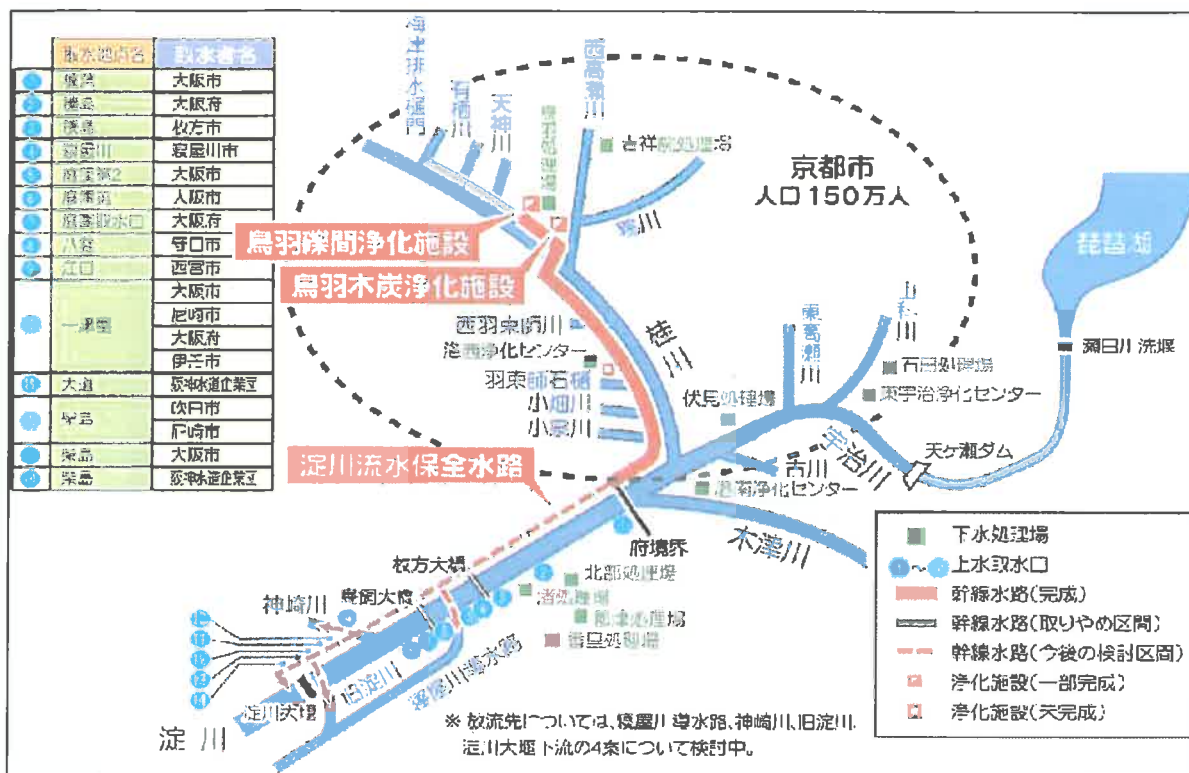 取水地点名 取水者名
大阪市
大阪府
枚方市
寝屋川 寝屋川市
大阪市
大阪市
大阪府
守口市
江口 西宮市
大阪市
尼崎市
大阪府
伊丹市
大道 阪神水道企業団
柴島 吹田市
尼崎市
柴島 大阪市
柴島 阪神水道企業団
有栖川
天神川
西高瀬川
吉祥院処理場
京都市
人口150万人
琵琶湖
鳥羽礫間浄化施設
鳥羽木炭浄化施設
西羽束師川
洛西浄化センター
羽束師石樋
小畑川
小泉川
桂川
東高瀬川
山科川
瀬田川洗堰
石田処理場
東宇治浄化センター
伏見処理場
宇治川
天ヶ瀬ダム
淀川流水保全水路
古川
洛南浄化センター
木津川
府境界
枚方大橋
北部処理場
渚処理場
神崎川
鳥飼大橋
淀川大堰
旧淀川
寝屋川導水路
淀川
下水処理場
~
上水取水口
幹線水路(完成)
幹線水路(取りやめ区間)
幹線水路(今後の検討区間)
浄化施設(一部完成)
浄化施設(未完成)
※ 放流先については、寝屋川導水路、神崎川、旧淀川、
淀川大堰下流の4案について検討中。